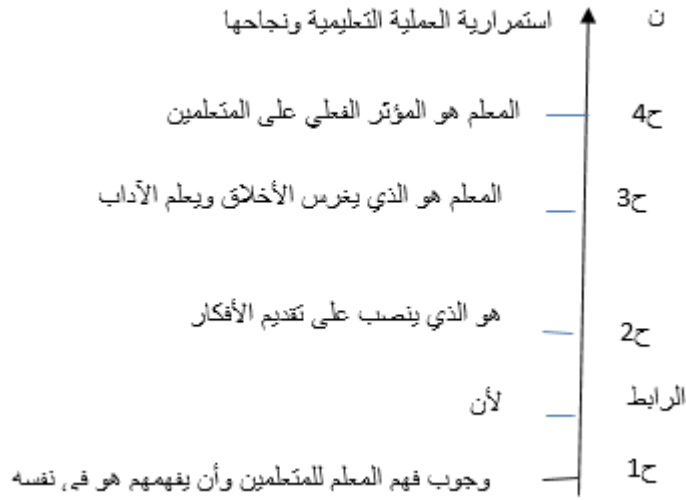 ن استمرارية العملية التعليمية ونجاحها
ح4 المعلم هو المؤثر الفعلي على المتعلمين
ح3 المعلم هو الذي يغرس الأخلاق ويعلم الآداب
ح2 هو الذي ينصب على تقديم الأفكار
الرابط لأن
ح1 وجوب فهم المعلم للمتعلمين وأن يفهمهم هو في نفسه